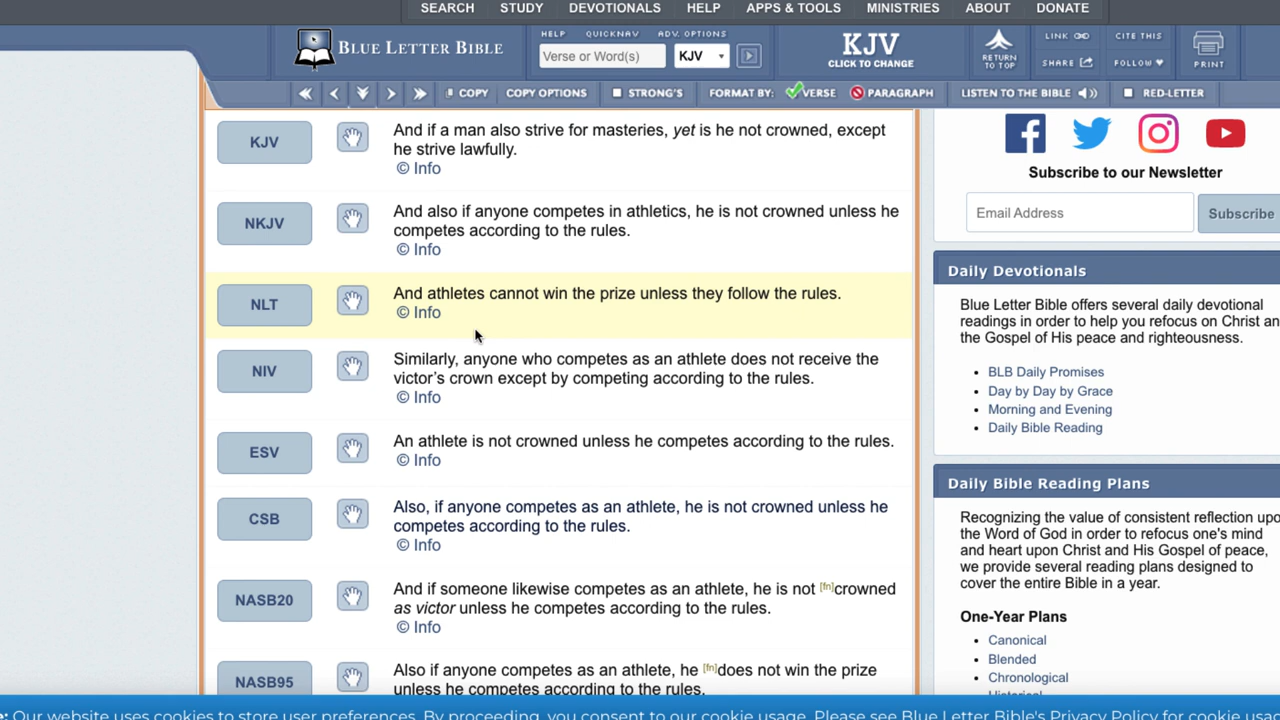 SEARCH STUDY DEVOTIONALS HELP APPS & TOOLS MINISTRIES ABOUT DONATE
BLUE LETTER BIBLE
HELP QUICKNAV ADV. OPTIONS
Verse or Word(s) KJV
KJV
CLICK TO CHANGE
RETURN
TO TOP
LINK
SHARE
CITE THIS
FOLLOW
PRINT
COPY COPY OPTIONS STRONG'S FORMAT BY: VERSE PARAGRAPH LISTEN TO THE BIBLE RED-LETTER
KJV
And if a man also strive for masteries, yet is he not crowned, except
he strive lawfully.
© Info
NKJV
And also if anyone competes in athletics, he is not crowned unless he
competes according to the rules.
© Info
NLT
And athletes cannot win the prize unless they follow the rules.
© Info
NIV
Similarly, anyone who competes as an athlete does not receive the
victor’s crown except by competing according to the rules.
© Info
ESV
An athlete is not crowned unless he competes according to the rules.
© Info
CSB
Also, if anyone competes as an athlete, he is not crowned unless he
competes according to the rules.
© Info
NASB20
And if someone likewise competes as an athlete, he is not [fn]crowned
as victor unless he competes according to the rules.
© Info
NASB95
Also if anyone competes as an athlete, he [fn]does not win the prize
unless he competes according to the rules.
Subscribe to our Newsletter
Email Address Subscribe
Daily Devotionals
Blue Letter Bible offers several daily devotional
readings in order to help you refocus on Christ an
the Gospel of His peace and righteousness.
• BLB Daily Promises
• Day by Day by Grace
• Morning and Evening
• Daily Bible Reading
Daily Bible Reading Plans
Recognizing the value of consistent reflection upo
the Word of God in order to refocus one's mind
and heart upon Christ and His Gospel of peace,
we provide several reading plans designed to
cover the entire Bible in a year.
One-Year Plans
• Canonical
• Blended
• Chronological
e: Our website uses cookies to store user preferences. By proceeding, you consent to our cookie usage. Please see Blue Letter Bible's Privacy Policy for cookie usag